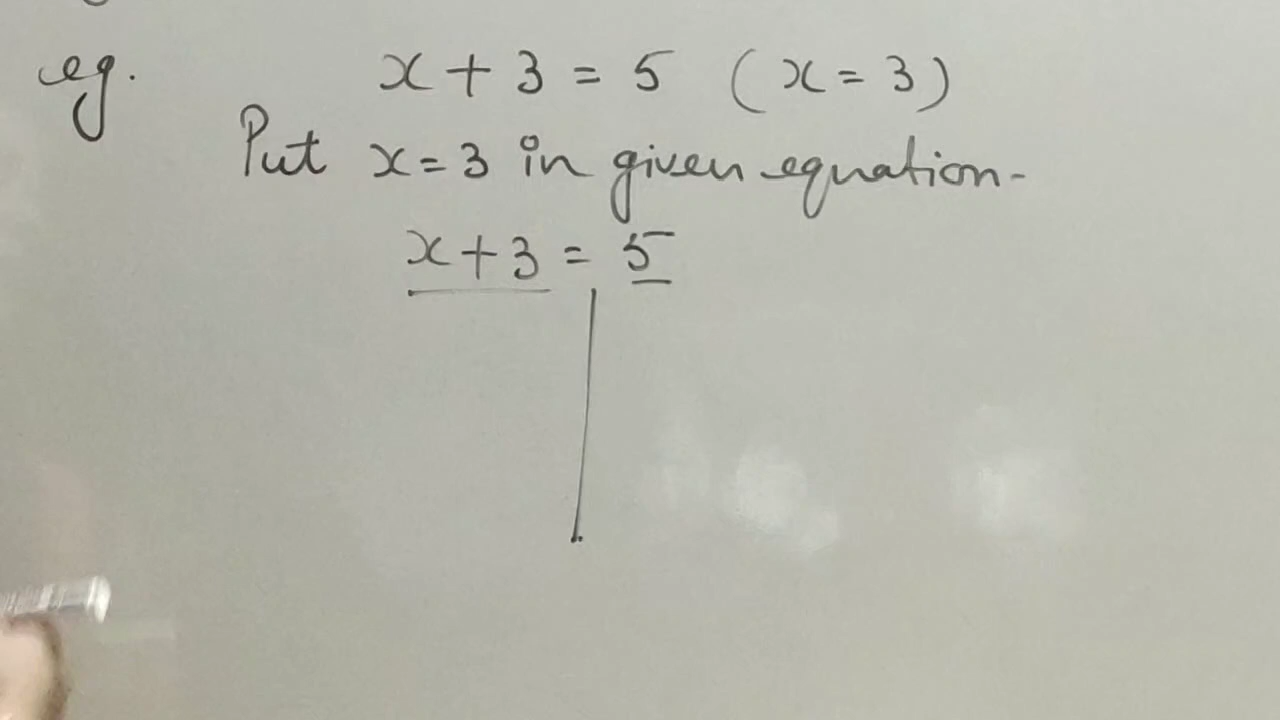 eg. x + 3 = 5 (x = 3)
Put x = 3 in given equation-
x + 3 = 5